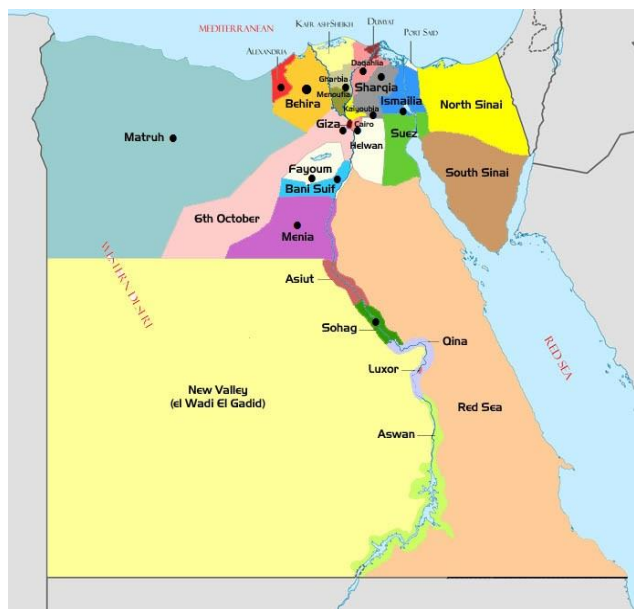 MEDITERRANEAN
KAFR ASH-SHEIKH
DUMYAT
PORT SAID
ALEXANDRIA
Daqahlia
Gharbia
Sharqia
Menoufia
Behira
Ismailia
North Sinai
Kalyoubia
Giza
Cairo
Suez
Matruh
Helwan
Fayoum
South Sinai
Bani Suif
6th October
Menia
WESTERN DESERT
Asiut
Sohag
Qina
RED SEA
Luxor
New Valley
(el Wadi El Gadid)
Red Sea
Aswan